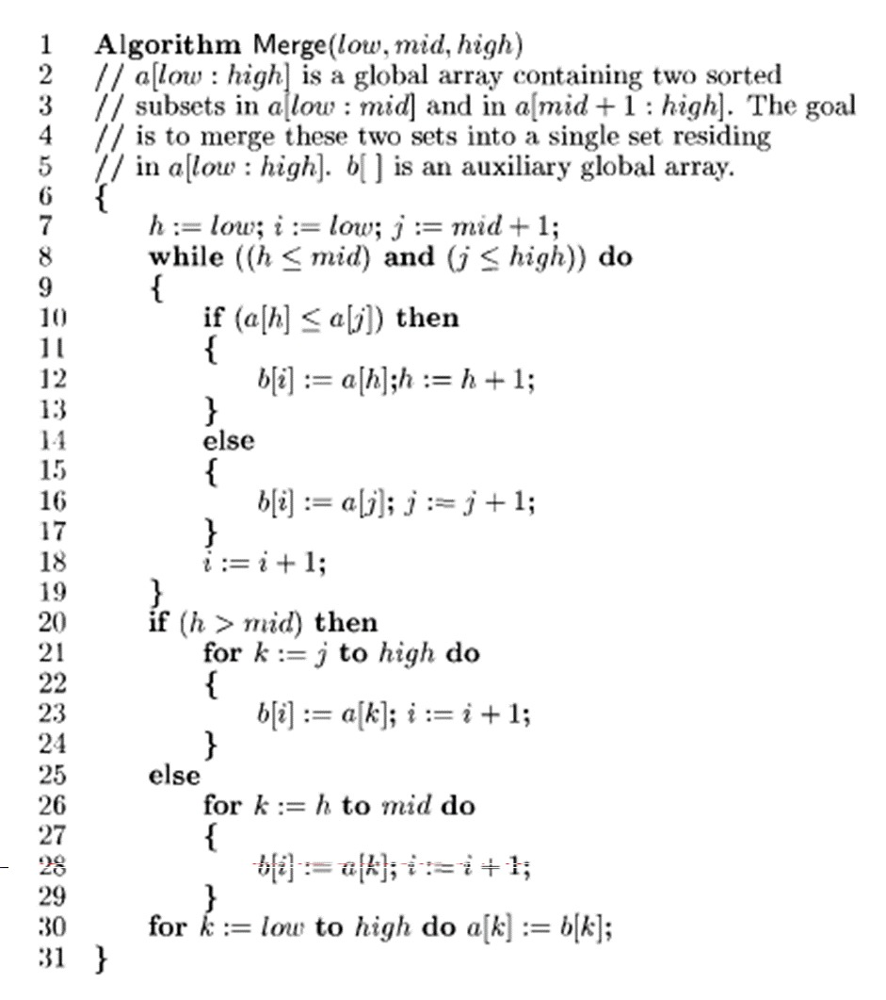 1 Algorithm Merge(low, mid, high)
2 // a[low : high] is a global array containing two sorted
3 // subsets in a[low : mid] and in a[mid + 1 : high]. The goal
4 // is to merge these two sets into a single set residing
5 // in a[low : high]. b[ ] is an auxiliary global array.
6 {
7 h := low; i := low; j := mid + 1;
8 while ((h ≤ mid) and (j ≤ high)) do
9 {
10 if (a[h] ≤ a[j]) then
11 {
12 b[i] := a[h];h := h + 1;
13 }
14 else
15 {
16 b[i] := a[j]; j := j + 1;
17 }
18 i := i + 1;
19 }
20 if (h > mid) then
21 for k := j to high do
22 {
23 b[i] := a[k]; i := i + 1;
24 }
25 else
26 for k := h to mid do
27 {
28 b[i] := a[k]; i := i + 1;
29 }
30 for k := low to high do a[k] := b[k];
31 }